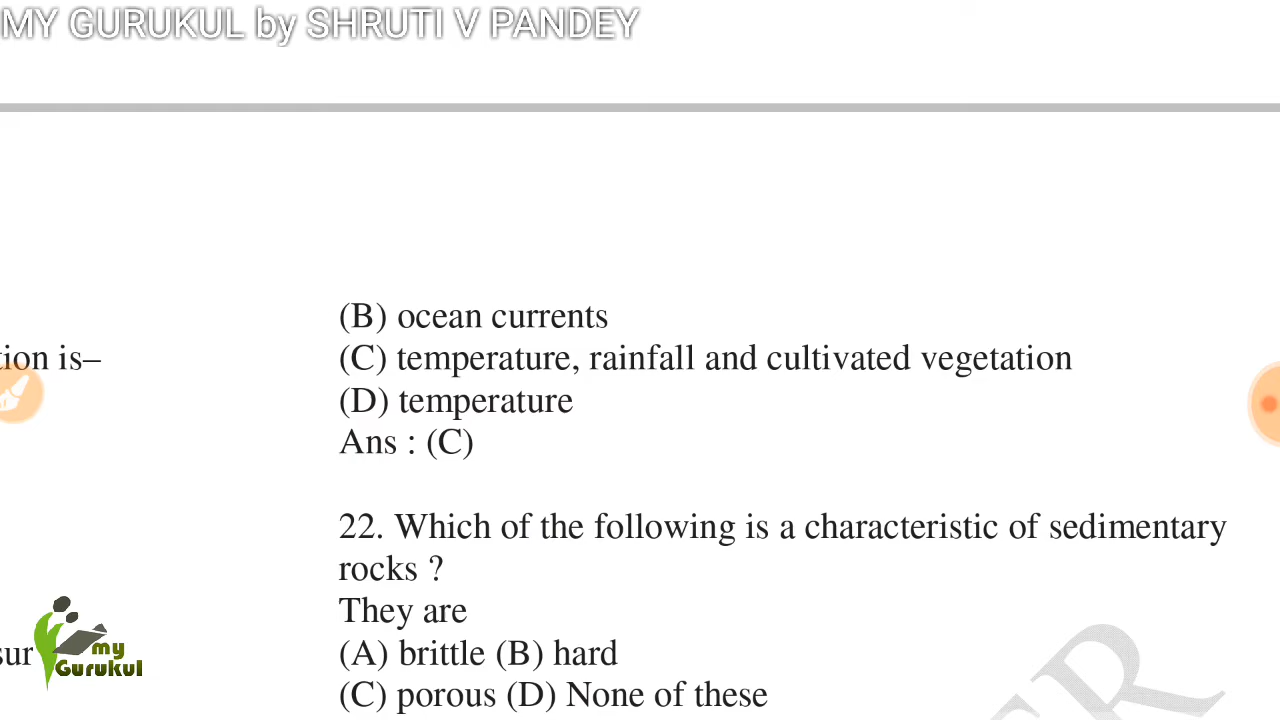 MY GURUKUL by SHRUTI V PANDEY
(B) ocean currents
tion is–
(C) temperature, rainfall and cultivated vegetation
(D) temperature
Ans : (C)
22. Which of the following is a characteristic of sedimentary
rocks ?
They are
sur
(A) brittle (B) hard
my
Gurukul
(C) porous (D) None of these